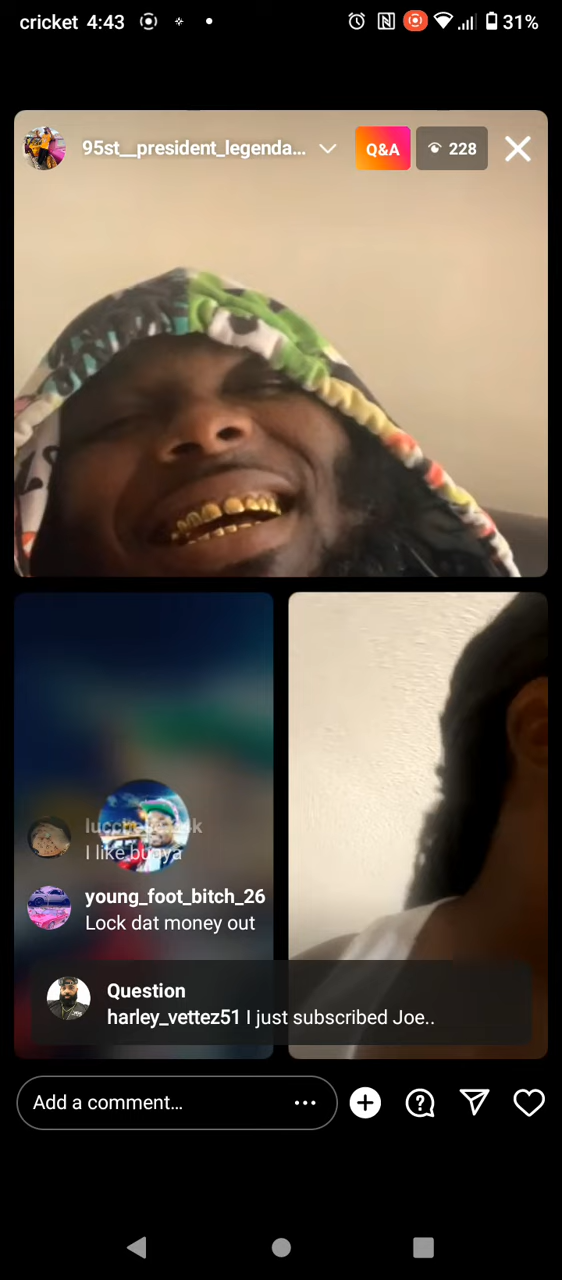 cricket 4:43 31%
95st__president_legenda... Q&A 228
I like bugya
young_foot_bitch_26
Lock dat money out
Question
harley_vettez51 I just subscribed Joe..
Add a comment...